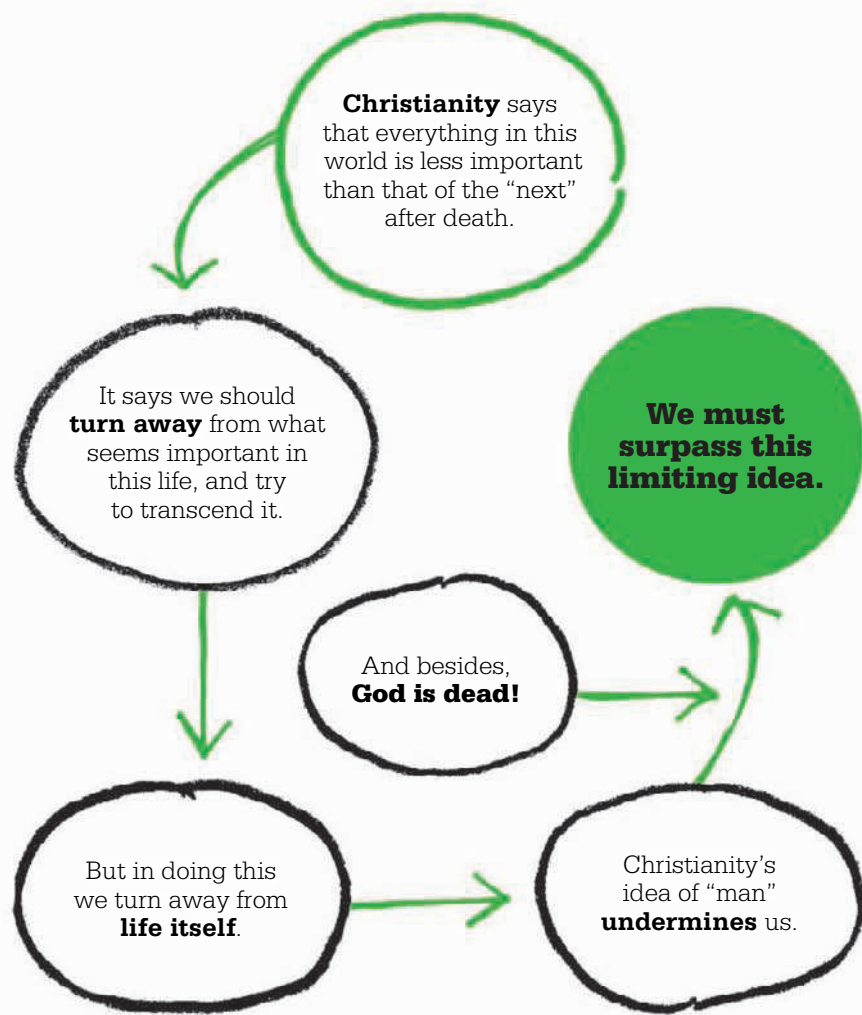 Christianity says
that everything in this
world is less important
than that of the “next”
after death.
It says we should
turn away from what
seems important in
this life, and try
to transcend it.
But in doing this
we turn away from
life itself.
Christianity’s
idea of “man”
undermines us.
And besides,
God is dead!
We must
surpass this
limiting idea.